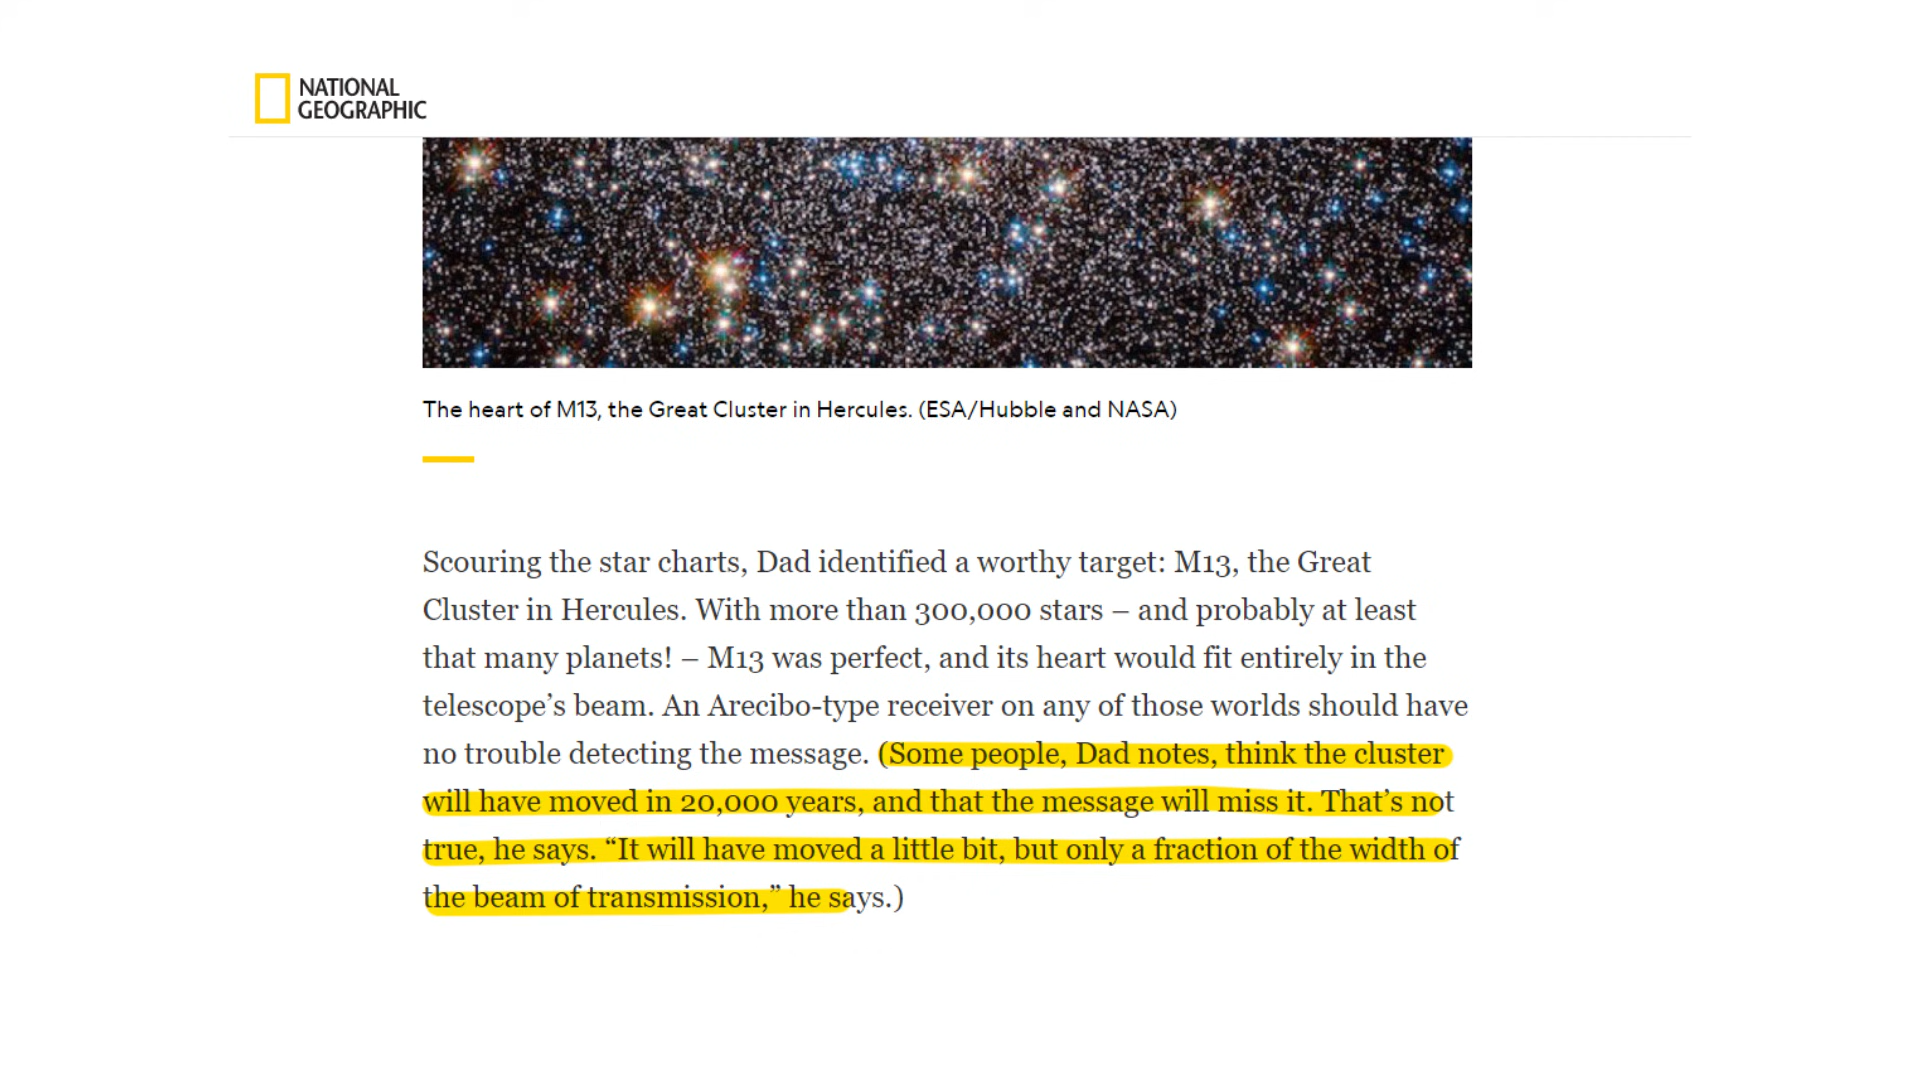 NATIONAL
GEOGRAPHIC
The heart of M13, the Great Cluster in Hercules. (ESA/Hubble and NASA)
Scouring the star charts, Dad identified a worthy target: M13, the Great
Cluster in Hercules. With more than 300,000 stars – and probably at least
that many planets! – M13 was perfect, and its heart would fit entirely in the
telescope’s beam. An Arecibo-type receiver on any of those worlds should have
no trouble detecting the message. (Some people, Dad notes, think the cluster
will have moved in 20,000 years, and that the message will miss it. That’s not
true, he says. “It will have moved a little bit, but only a fraction of the width of
the beam of transmission,” he says.)